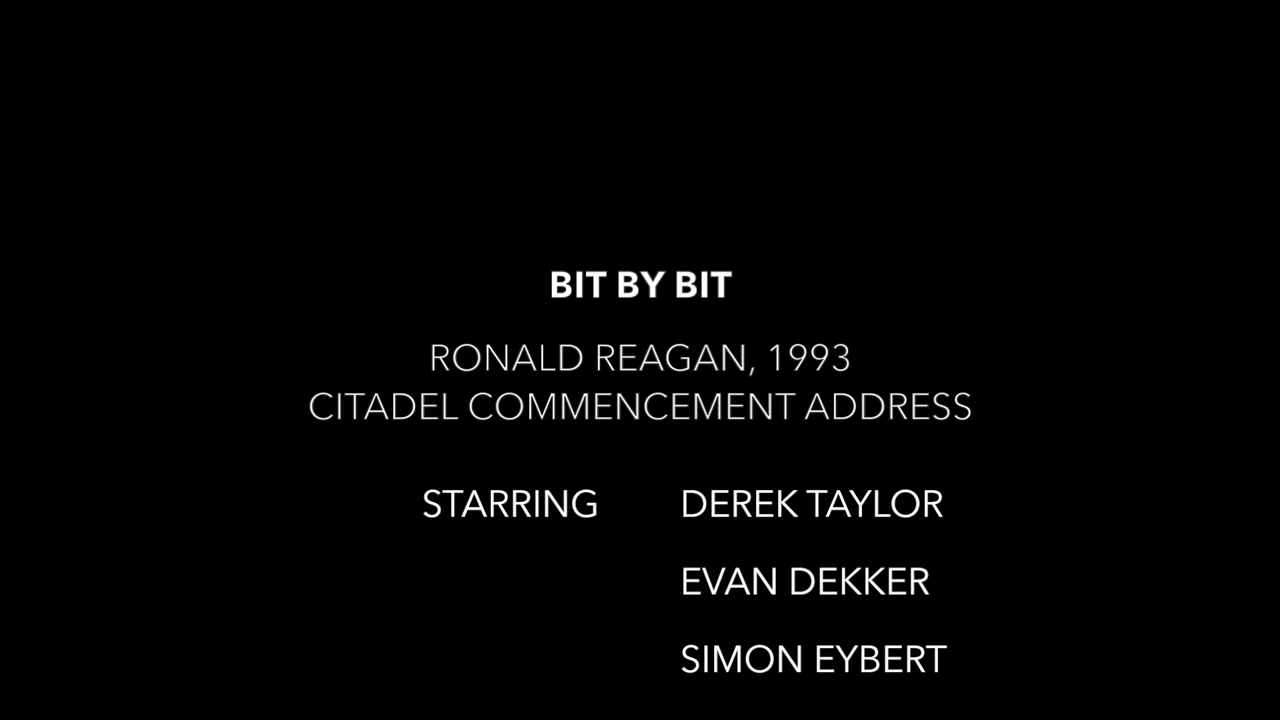 BIT BY BIT
RONALD REAGAN, 1993
CITADEL COMMENCEMENT ADDRESS
STARRING DEREK TAYLOR
EVAN DEKKER
SIMON EYBERT